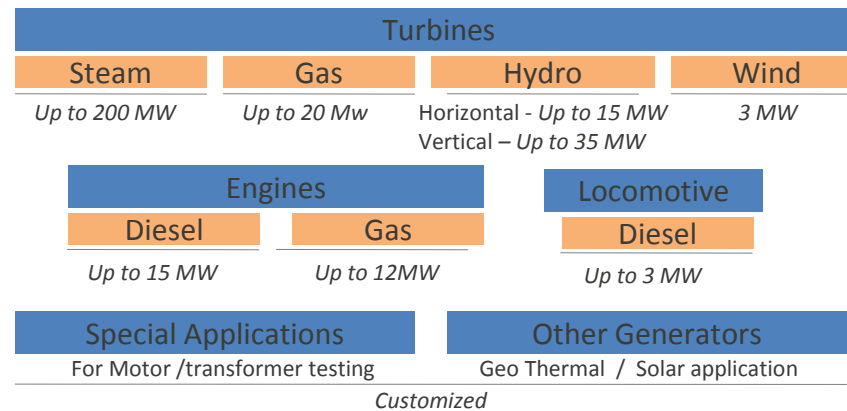 Turbines
Steam Gas Hydro Wind
Up to 200 MW Up to 20 Mw Horizontal - Up to 15 MW 3 MW
Vertical – Up to 35 MW
Engines Locomotive
Diesel Gas Diesel
Up to 15 MW Up to 12MW Up to 3 MW
Special Applications Other Generators
For Motor /transformer testing Geo Thermal / Solar application
Customized